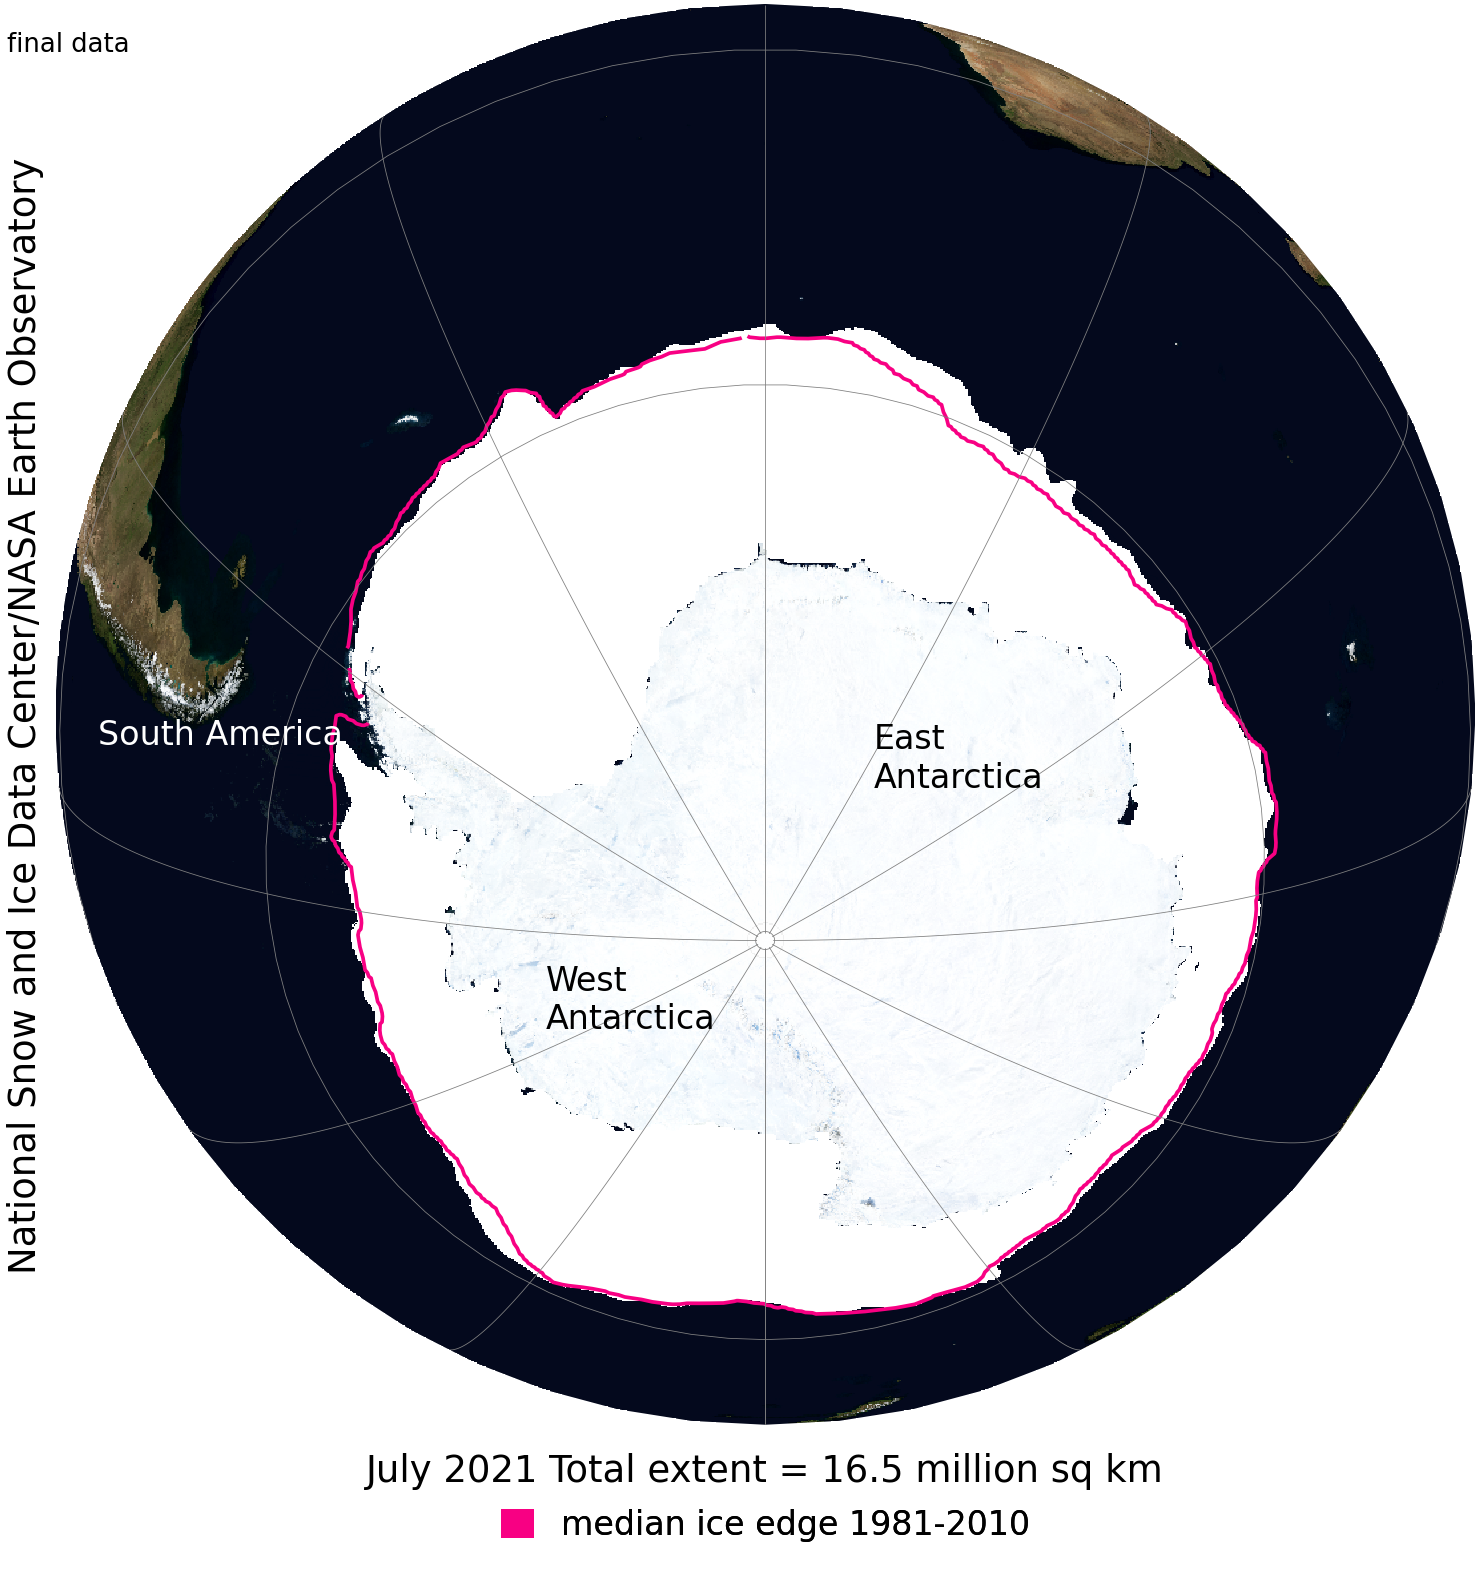 final data
National Snow and Ice Data Center/NASA Earth Observatory
South America
East
Antarctica
West
Antarctica
July 2021 Total extent = 16.5 million sq km
median ice edge 1981-2010